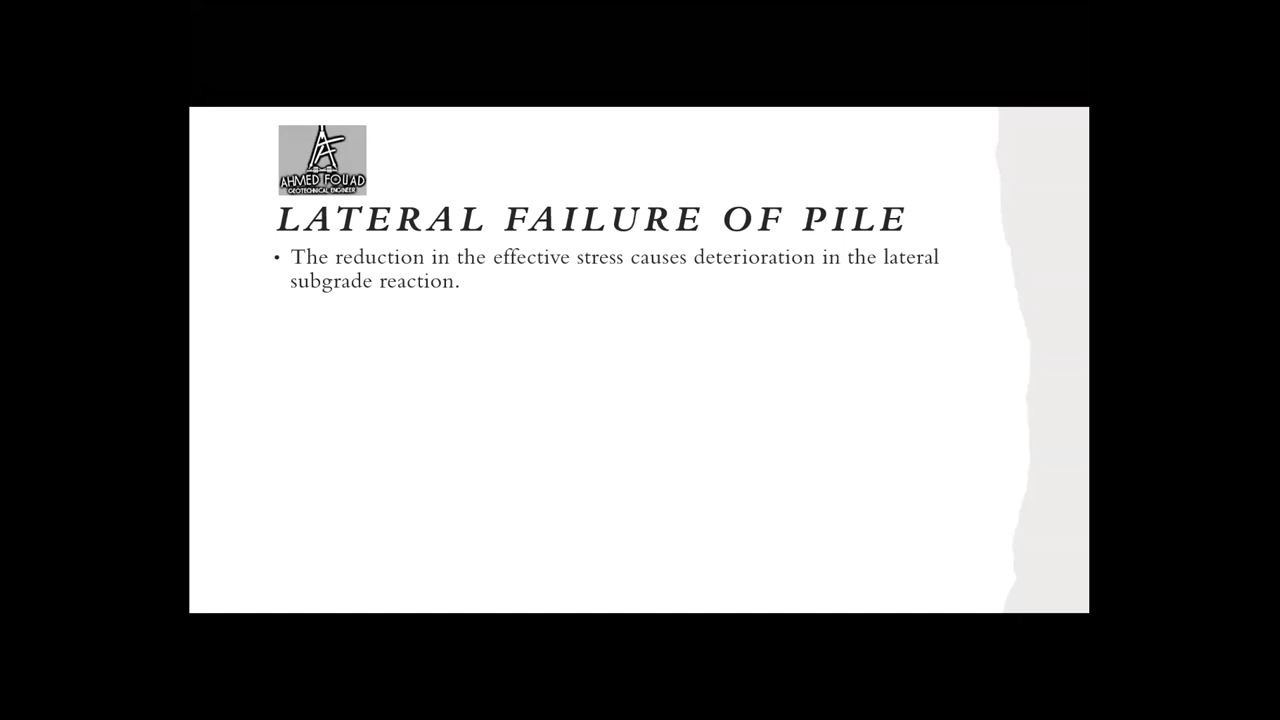 AHMED FOUAD
GEOTECHNICAL ENGINEER
LATERAL FAILURE OF PILE
• The reduction in the effective stress causes deterioration in the lateral
subgrade reaction.